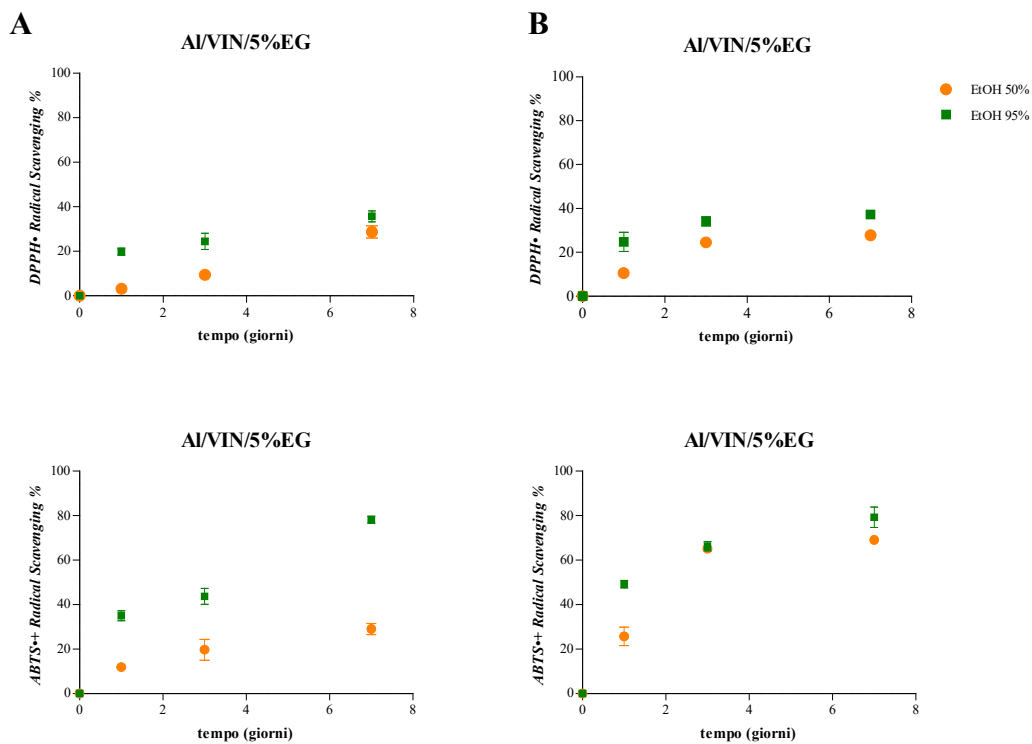 A
B
Al/VIN/5%EG
DPPH• Radical Scavenging %
100
80
60
40
20
0
0
2
4
6
8
tempo (giorni)
Al/VIN/5%EG
DPPH• Radical Scavenging %
100
80
60
40
20
0
0
2
4
6
8
tempo (giorni)
EtOH 50%
EtOH 95%
Al/VIN/5%EG
ABTS•+ Radical Scavenging %
100
80
60
40
20
0
0
2
4
6
8
tempo (giorni)
Al/VIN/5%EG
ABTS•+ Radical Scavenging %
100
80
60
40
20
0
0
2
4
6
8
tempo (giorni)